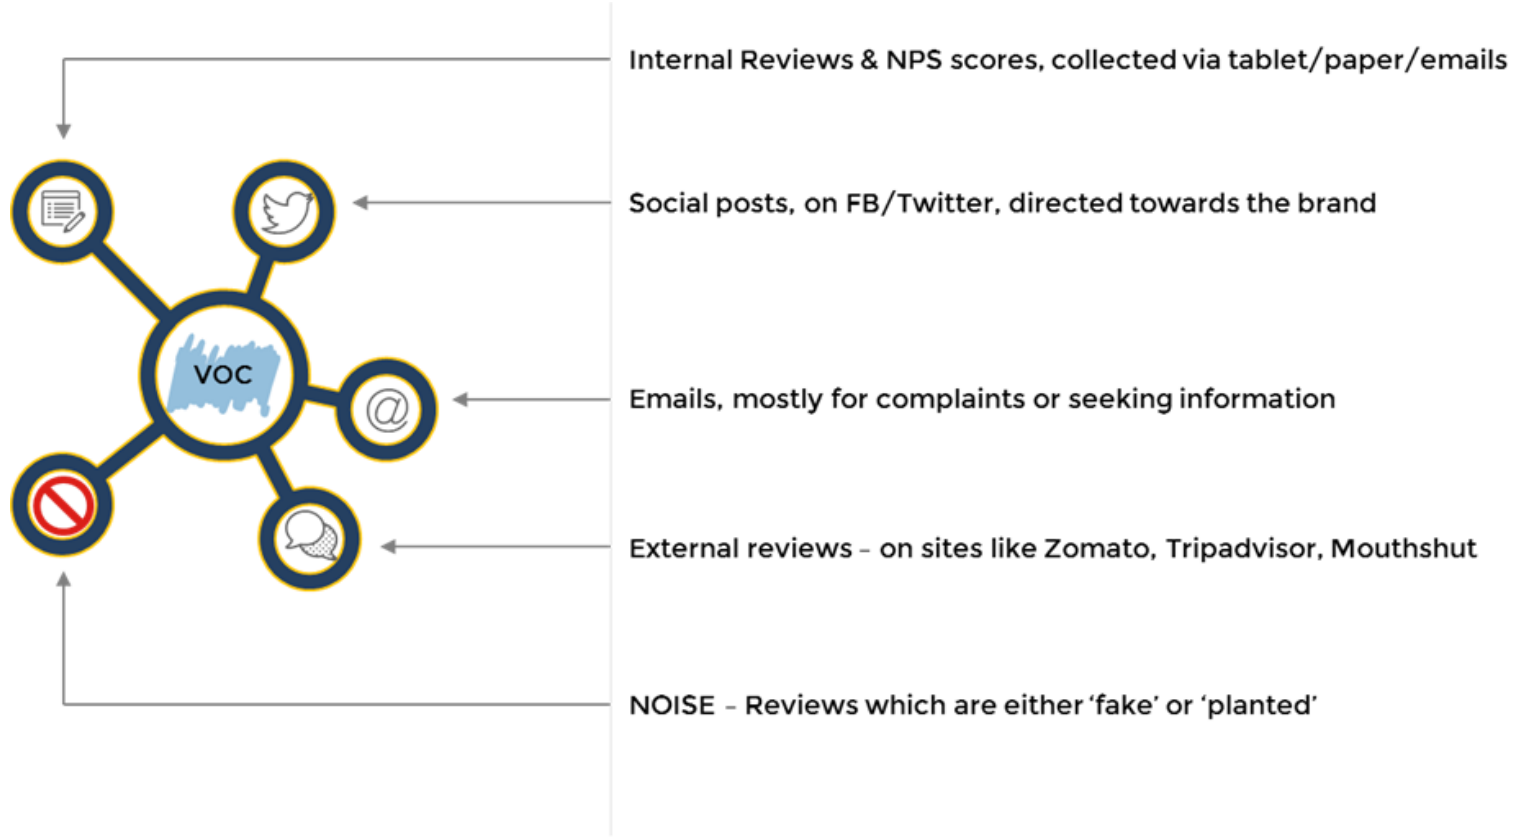 Internal Reviews & NPS scores, collected via tablet/paper/emails
Social posts, on FB/Twitter, directed towards the brand
VOC
@
Emails, mostly for complaints or seeking information
External reviews – on sites like Zomato, Tripadvisor, Mouthshut
NOISE – Reviews which are either ‘fake’ or ‘planted’